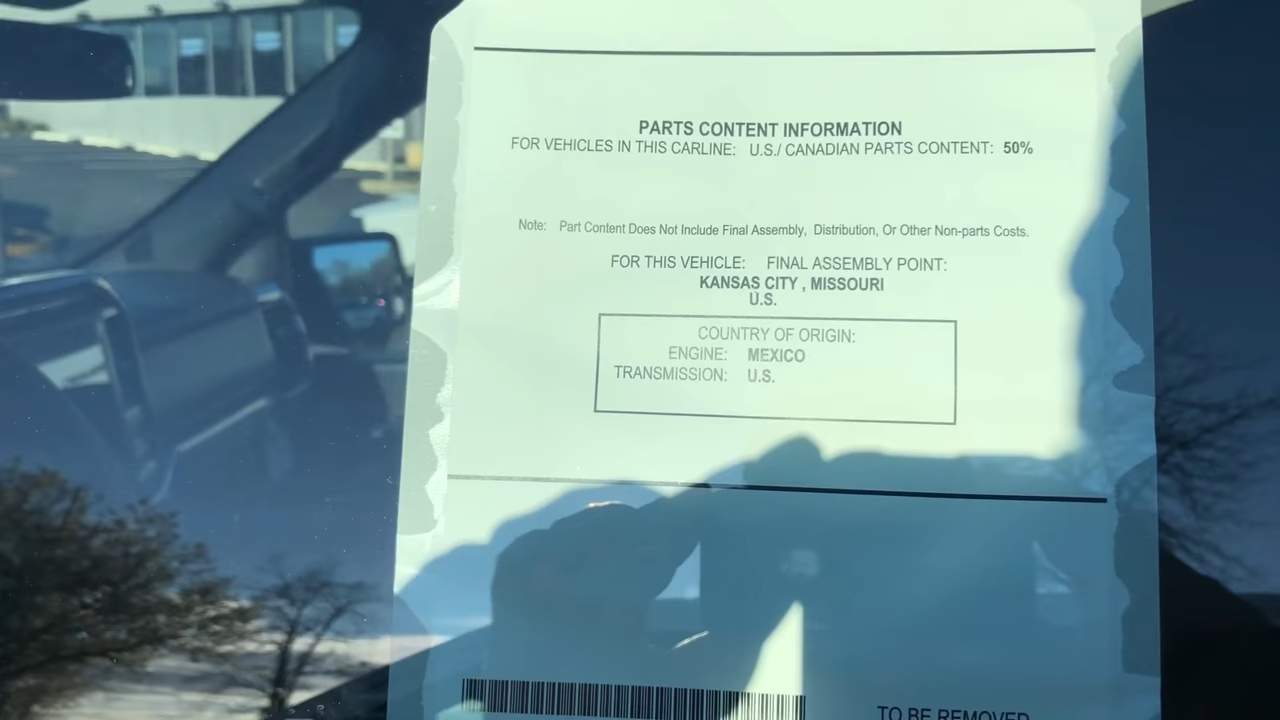 PARTS CONTENT INFORMATION
FOR VEHICLES IN THIS CARLINE: U.S./ CANADIAN PARTS CONTENT: 50%
Note: Part Content Does Not Include Final Assembly, Distribution, Or Other Non-parts Costs.
FOR THIS VEHICLE: FINAL ASSEMBLY POINT:
KANSAS CITY , MISSOURI
U.S.
COUNTRY OF ORIGIN:
ENGINE: MEXICO
TRANSMISSION: U.S.
TO BE REMOVED